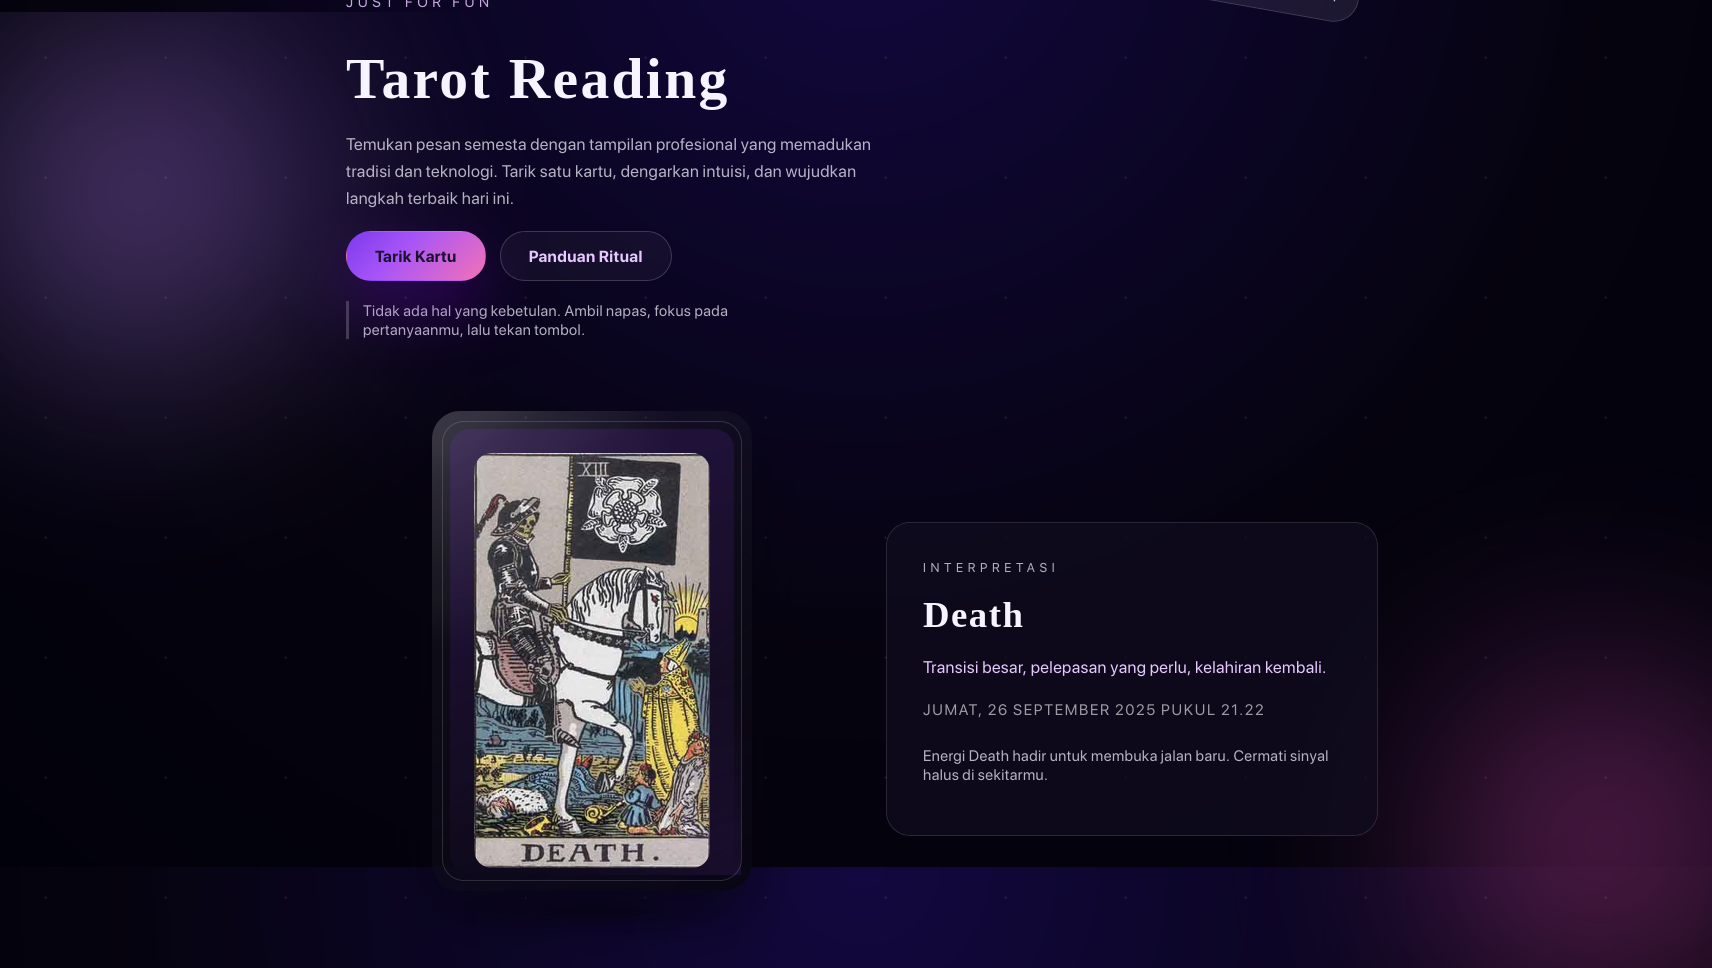 JUST FOR FUN
Tarot Reading
Temukan pesan semesta dengan tampilan profesional yang memadukan
tradisi dan teknologi. Tarik satu kartu, dengarkan intuisi, dan wujudkan
langkah terbaik hari ini.
Tarik Kartu
Panduan Ritual
Tidak ada hal yang kebetulan. Ambil napas, fokus pada
pertanyaanmu, lalu tekan tombol.
XIII
DEATH.
INTERPRETASI
Death
Transisi besar, pelepasan yang perlu, kelahiran kembali.
JUMAT, 26 SEPTEMBER 2025 PUKUL 21.22
Energi Death hadir untuk membuka jalan baru. Cermati sinyal
halus di sekitarmu.